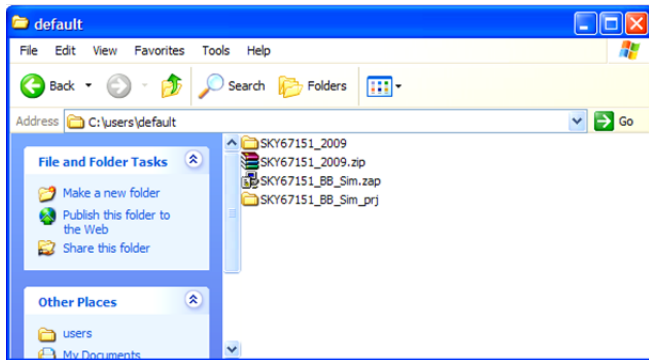 default
File Edit View Favorites Tools Help
Back Search Folders
Address C:\users\default Go
File and Folder Tasks
Make a new folder
Publish this folder to
the Web
Share this folder
Other Places
users
My Documents
SKY67151_2009
SKY67151_2009.zip
SKY67151_BB_Sim.zap
SKY67151_BB_Sim_prj